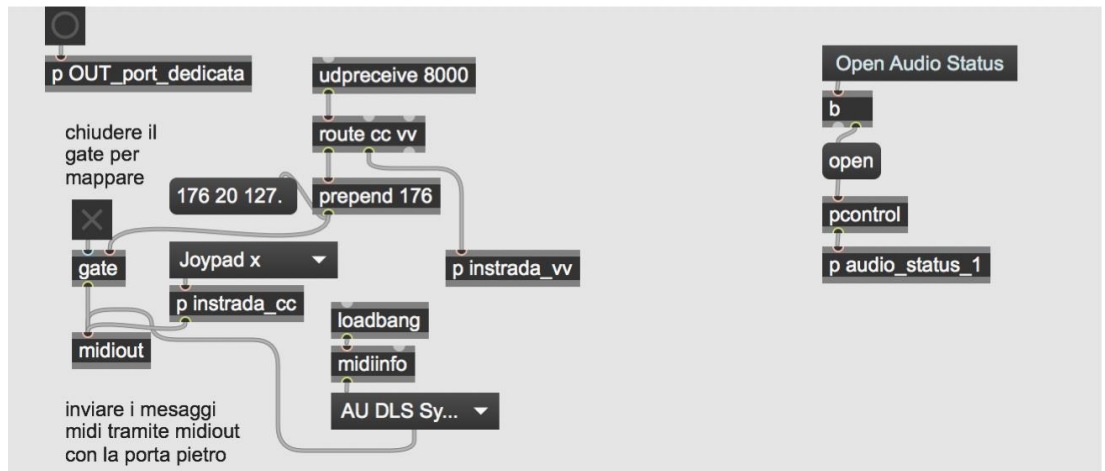 p OUT_port_dedicata
udpreceive 8000
Open Audio Status
b
chiudere il
gate per
mappare
route cc vv
open
176 20 127.
prepend 176
pcontrol
gate
Joypad x
p instrada_vv
p audio_status_1
p instrada_cc
loadbang
midiout
midiinfo
AU DLS Sy...
inviare i mesaggi
midi tramite midiout
con la porta pietro